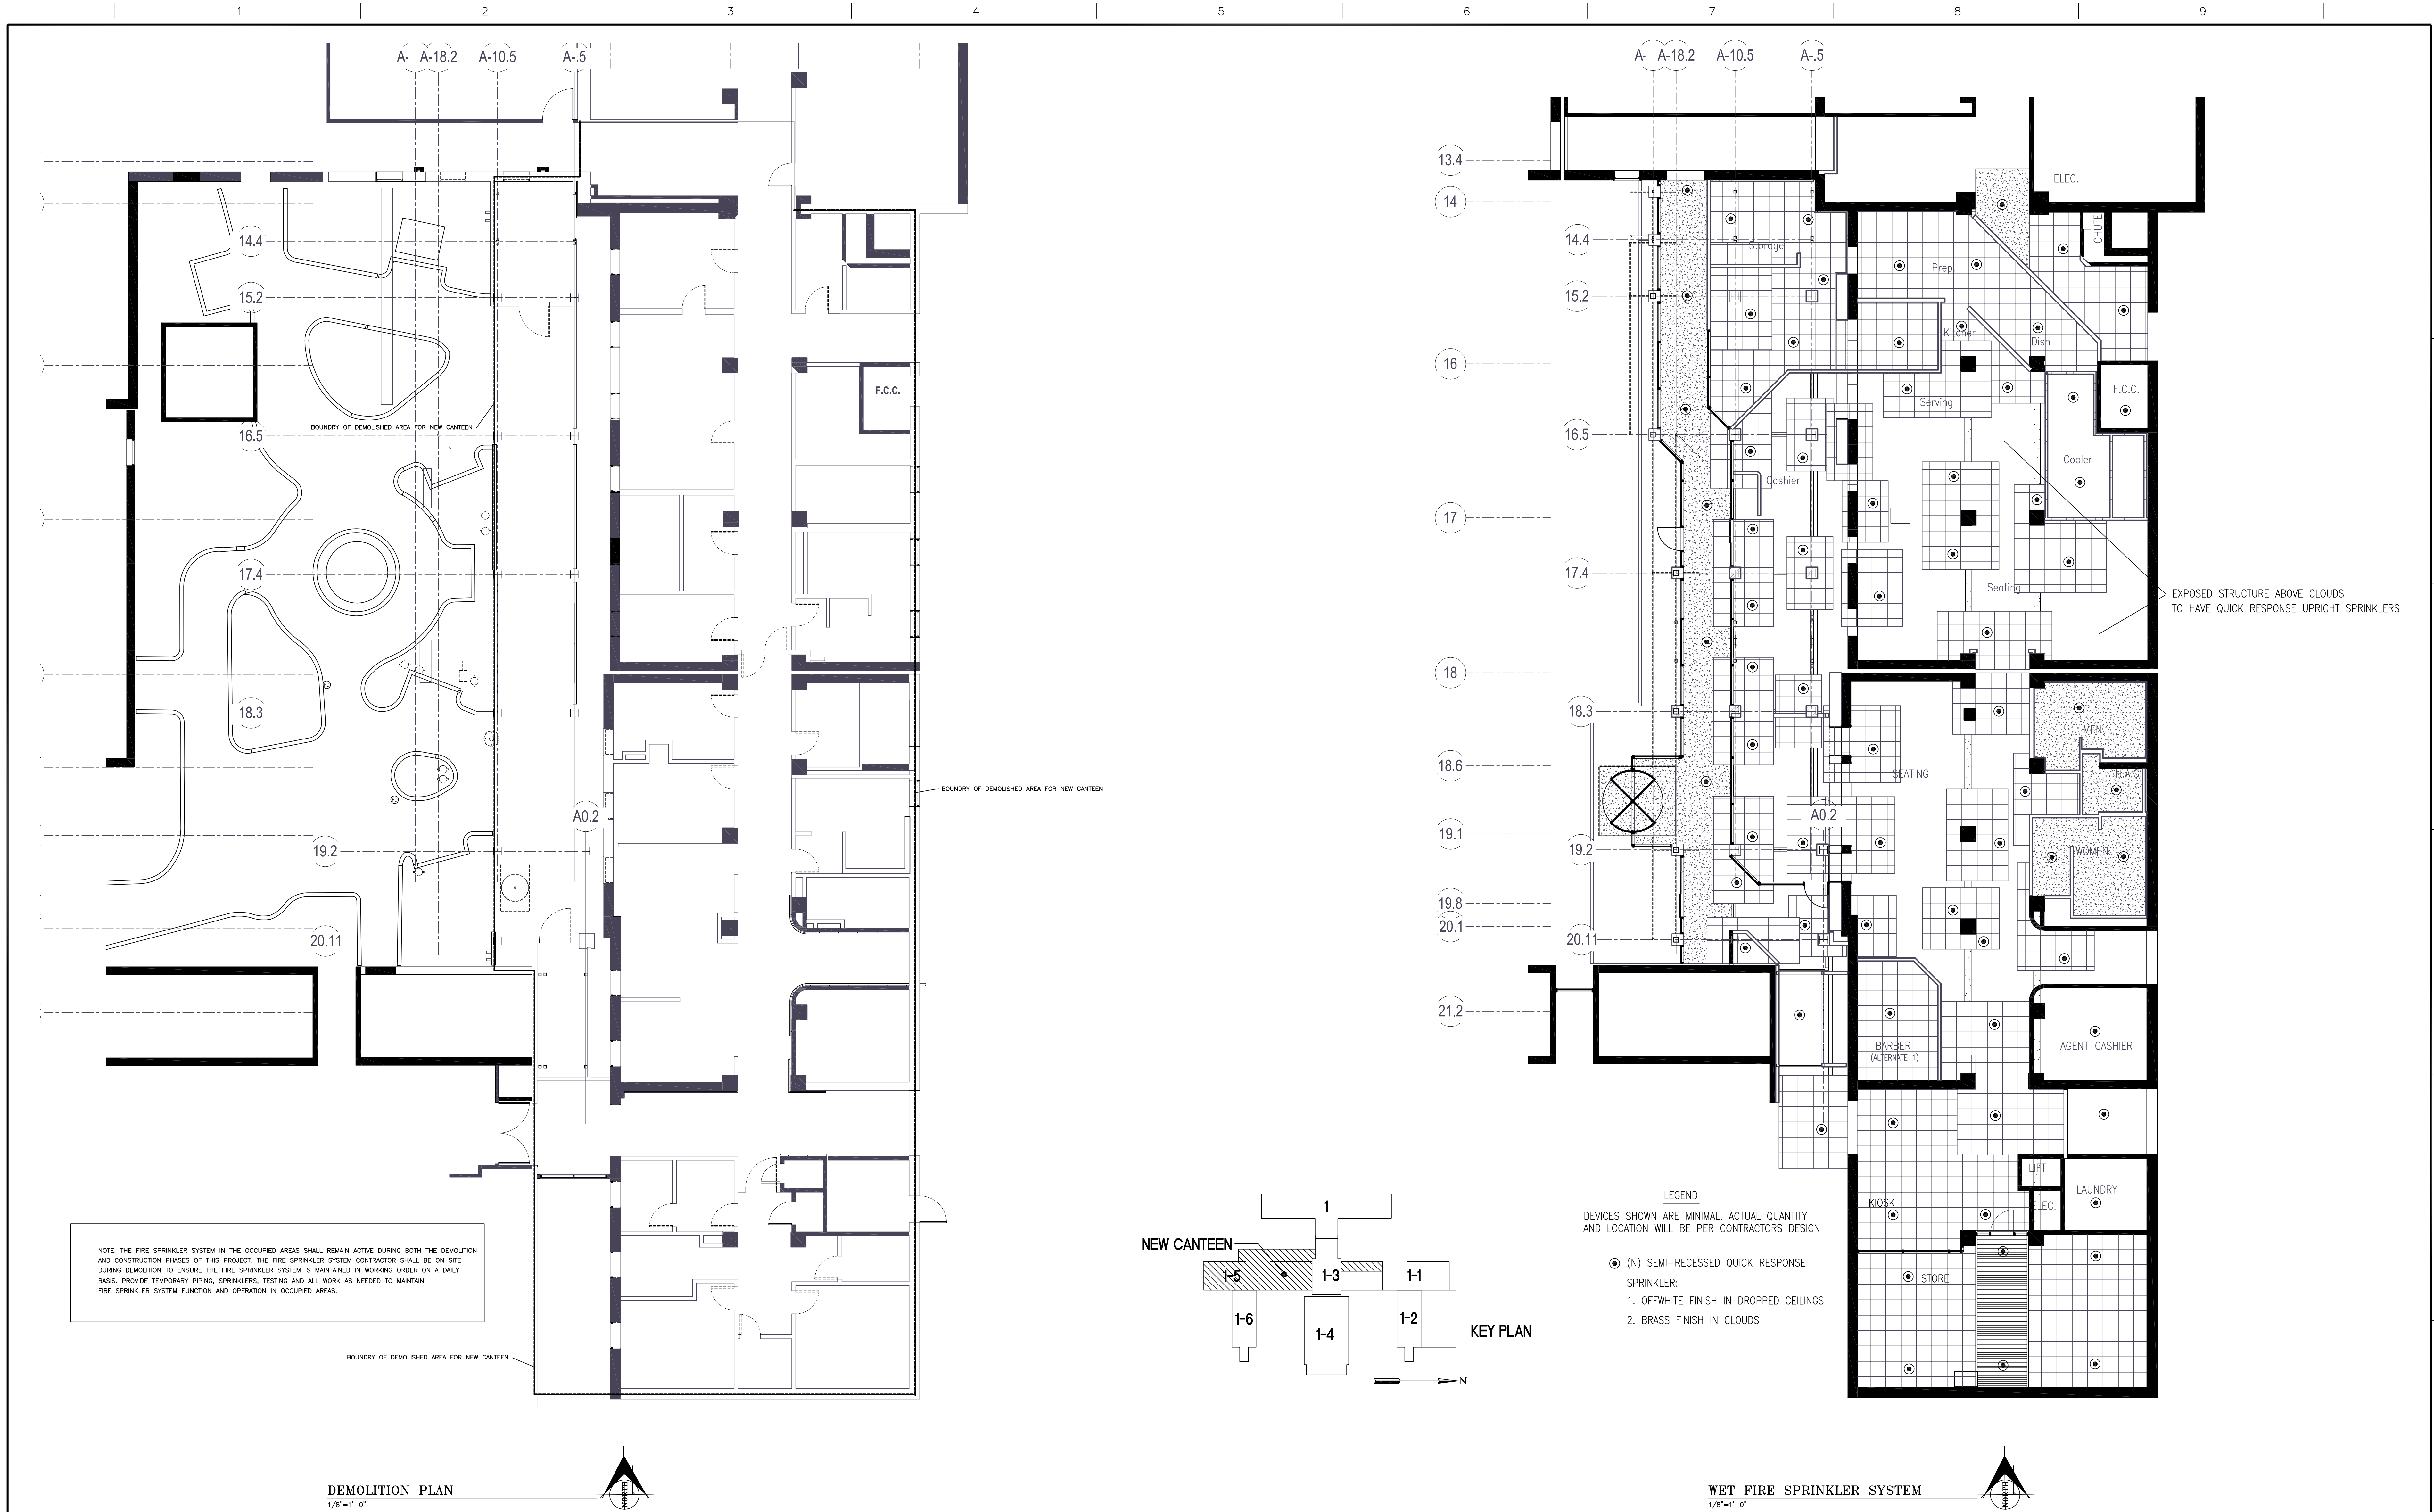 1 2 3 4 5 6 7 8 9
A- A-18.2 A-10.5 A-.5
A- A-18.2 A-10.5 A-.5
14.4
15.2
16.5
17.4
18.3
19.2
20.11
A0.2
F.C.C.
BOUNDRY OF DEMOLISHED AREA FOR NEW CANTEEN
BOUNDRY OF DEMOLISHED AREA FOR NEW CANTEEN
NOTE: THE FIRE SPRINKLER SYSTEM IN THE OCCUPIED AREAS SHALL REMAIN ACTIVE DURING BOTH THE DEMOLITION
AND CONSTRUCTION PHASES OF THIS PROJECT. THE FIRE SPRINKLER SYSTEM CONTRACTOR SHALL BE ON SITE
DURING DEMOLITION TO ENSURE THE FIRE SPRINKLER SYSTEM IS MAINTAINED IN WORKING ORDER ON A DAILY
BASIS. PROVIDE TEMPORARY PIPING, SPRINKLERS, TESTING AND ALL WORK AS NEEDED TO MAINTAIN
FIRE SPRINKLER SYSTEM FUNCTION AND OPERATION IN OCCUPIED AREAS.
BOUNDRY OF DEMOLISHED AREA FOR NEW CANTEEN
DEMOLITION PLAN
1/8"=1'-0"
NORTH
NEW CANTEEN
1
1-5
1-3
1-1
1-6
1-4
1-2
KEY PLAN
N
13.4
14
14.4
15.2
16
16.5
17
17.4
18
18.3
18.6
19.1
19.2
19.8
20.1
20.11
21.2
A0.2
ELEC.
CHUTE
Storage
Prep.
Kitchen
Dish
F.C.C.
Serving
Cooler
Cashier
Seating
EXPOSED STRUCTURE ABOVE CLOUDS
TO HAVE QUICK RESPONSE UPRIGHT SPRINKLERS
MEN
H.A.C.
SEATING
WOMEN
BARBER
(ALTERNATE 1)
AGENT CASHIER
LIFT
LAUNDRY
KIOSK
ELEC.
STORE
LEGEND
DEVICES SHOWN ARE MINIMAL. ACTUAL QUANTITY
AND LOCATION WILL BE PER CONTRACTORS DESIGN
(N) SEMI-RECESSED QUICK RESPONSE
SPRINKLER:
1. OFFWHITE FINISH IN DROPPED CEILINGS
2. BRASS FINISH IN CLOUDS
WET FIRE SPRINKLER SYSTEM
1/8"=1'-0"
NORTH